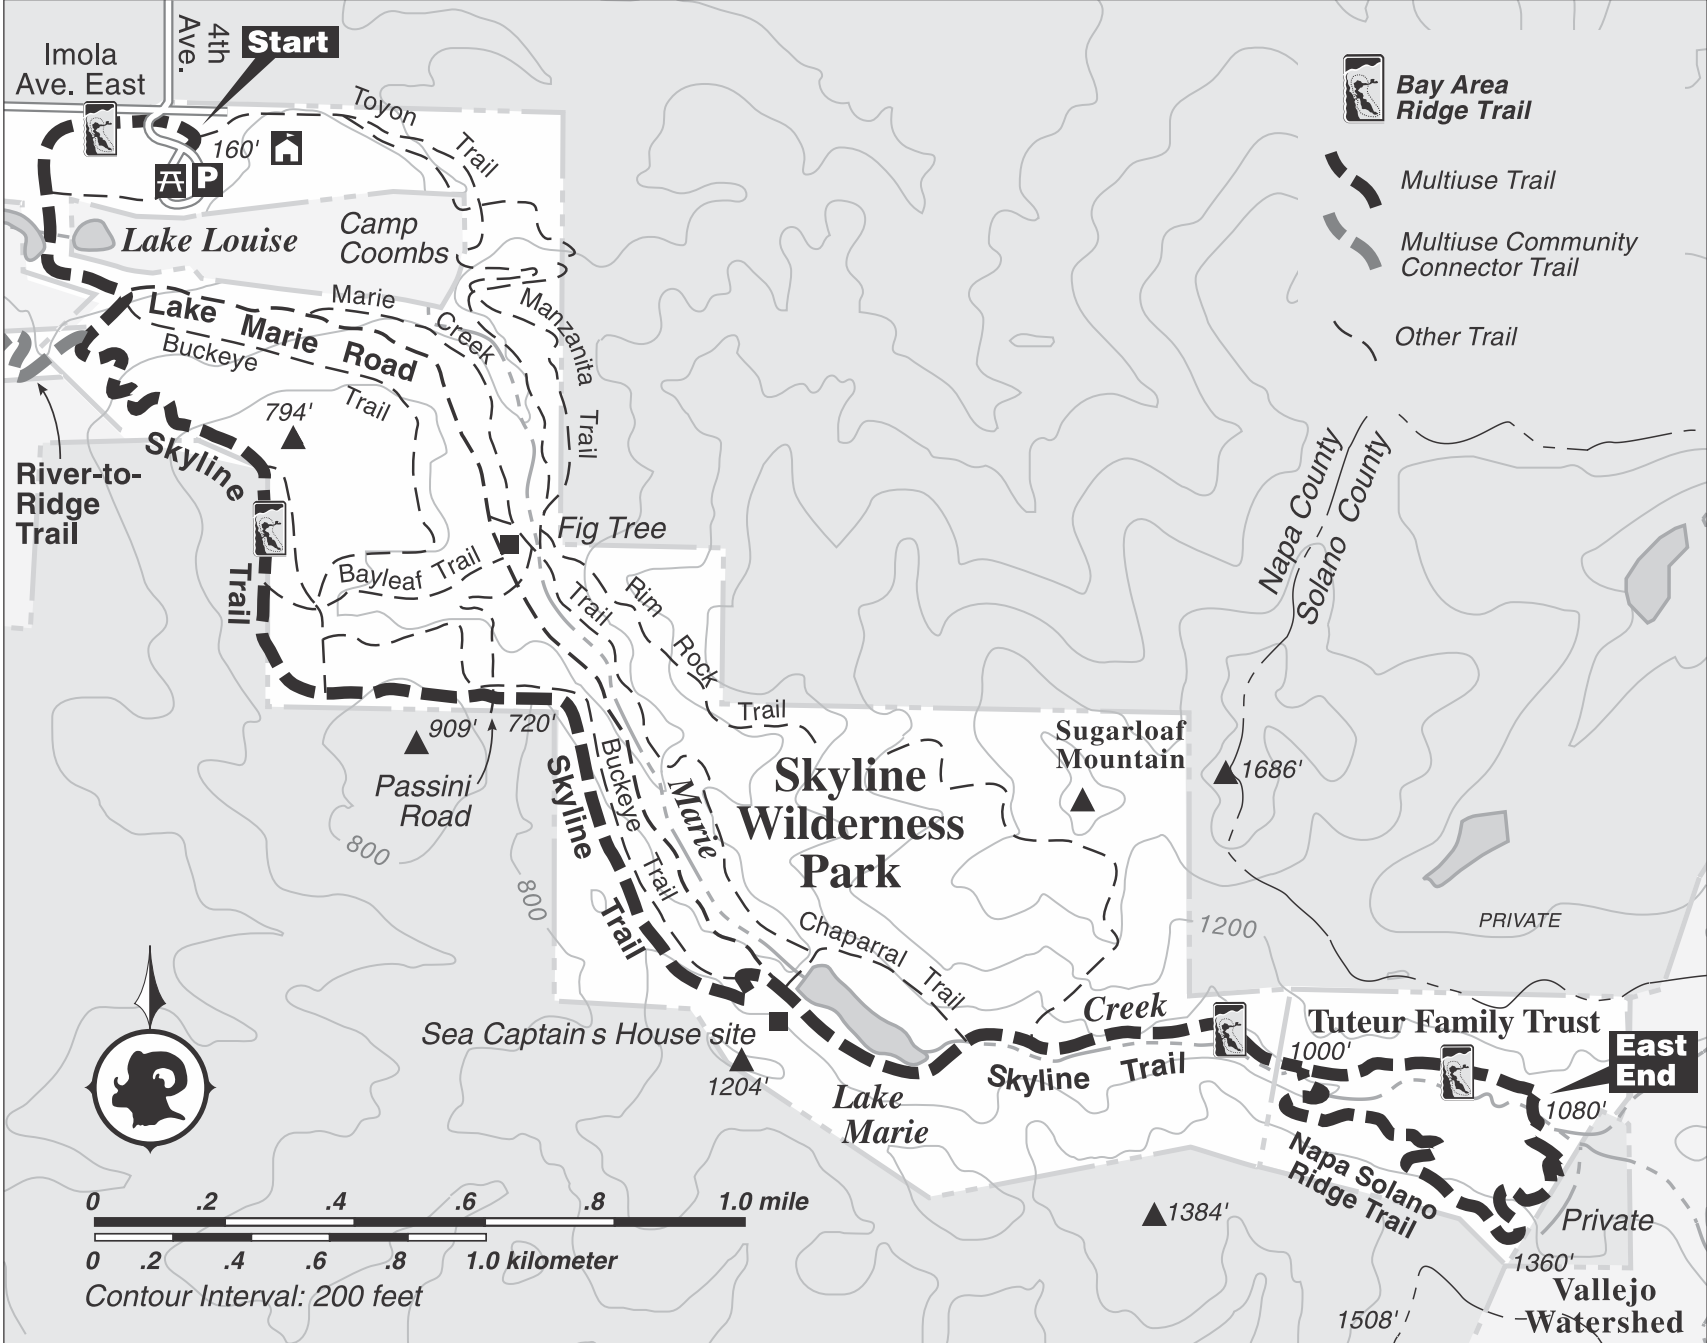 Imola
Ave. East
4th
Ave.
Start
160'
P
Toyon
Trail
Bay Area
Ridge Trail
Multiuse Trail
Multiuse Community
Connector Trail
Other Trail
Lake Louise
Camp
Coombs
Marie
Creek
Trail
Manzanita
Trail
Lake Marie Road
Buckeye
Trail
794'
Skyline
Trail
River-to-
Ridge
Trail
Fig Tree
Bayleaf Trail
Rim
Rock
Trail
Napa County
Solano County
909'
720'
Passini
Road
800
800
Skyline
Trail
Buckeye
Trail
Marie
Skyline
Wilderness
Park
Sugarloaf
Mountain
1686'
PRIVATE
1200
Chaparral
Trail
Creek
Sea Captain s House site
1204'
Lake
Marie
Skyline Trail
Tuteur Family Trust
1000'
East
End
1080'
Napa Solano
Ridge Trail
1384'
Private
1360'
Vallejo
Watershed
1508'
0 .2 .4 .6 .8 1.0 mile
0 .2 .4 .6 .8 1.0 kilometer
Contour Interval: 200 feet